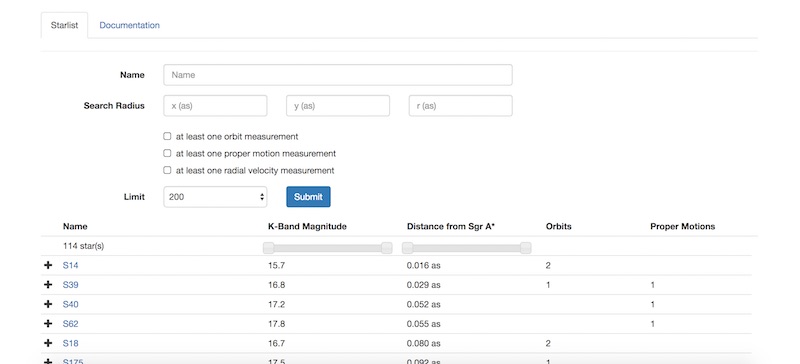 Starlist Documentation
Name Name
Search Radius x (as) y (as) r (as)
at least one orbit measurement
at least one proper motion measurement
at least one radial velocity measurement
Limit 200 Submit
Name K-Band Magnitude Distance from Sgr A* Orbits Proper Motions
114 star(s)
S14 15.7 0.016 as 2
S39 16.8 0.029 as 1 1
S40 17.2 0.052 as 1
S62 17.8 0.055 as 1
S18 16.7 0.080 as 2
S175 17.5 0.092 as 1